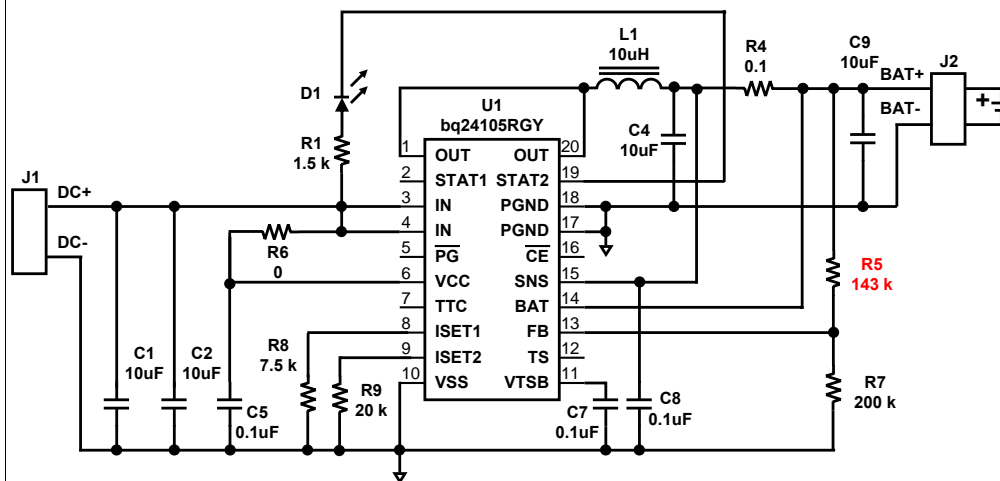 L1
10uH
R4
0.1
C9
10uF
J2
BAT+
BAT-
+
D1
U1
bq24105RGY
C4
10uF
R1
1.5 k
1 OUT OUT 20
2 STAT1 STAT2 19
3 IN PGND 18
4 IN PGND 17
5 PG CE 16
6 VCC SNS 15
7 TTC BAT 14
8 ISET1 FB 13
9 ISET2 TS 12
10 VSS VTSB 11
J1
DC+
DC-
R6
0
R5
143 k
R8
7.5 k
R9
20 k
C1
10uF
C2
10uF
C5
0.1uF
C7
0.1uF
C8
0.1uF
R7
200 k